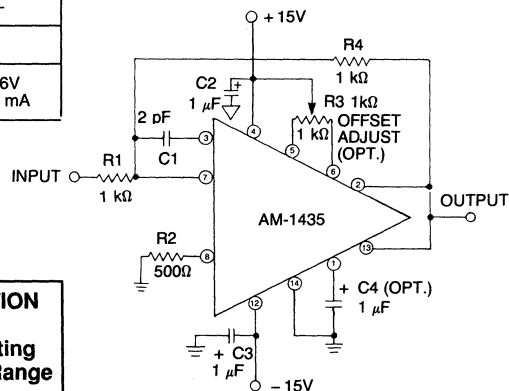 6V
mA
+ 15V
R4
1 kΩ
C2
+
1 μF
R3 1kΩ
1 kΩ
OFFSET
ADJUST
(OPT.)
2 pF
C1
3
4
5
6
2
INPUT
R1
1 kΩ
7
AM-1435
OUTPUT
R2
500Ω
8
13
1
14
12
+ C4 (OPT.)
1 μF
+ C3
1 μF
− 15V
TION
ting
Range